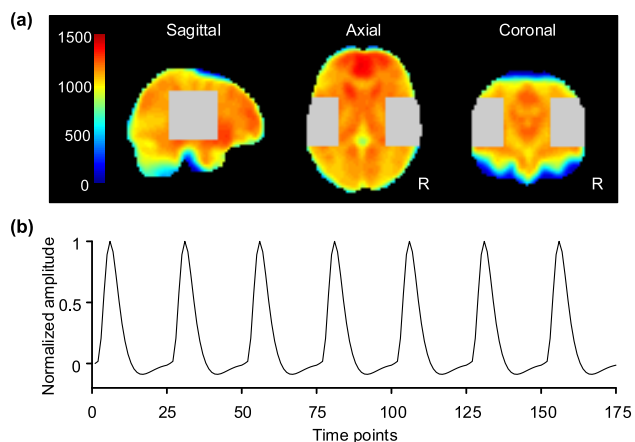 (a)
Sagittal
Axial
Coronal
1500
1000
500
0
R
R
(b)
Normalized amplitude
1
0.5
0
0
25
50
75
100
125
150
175
Time points